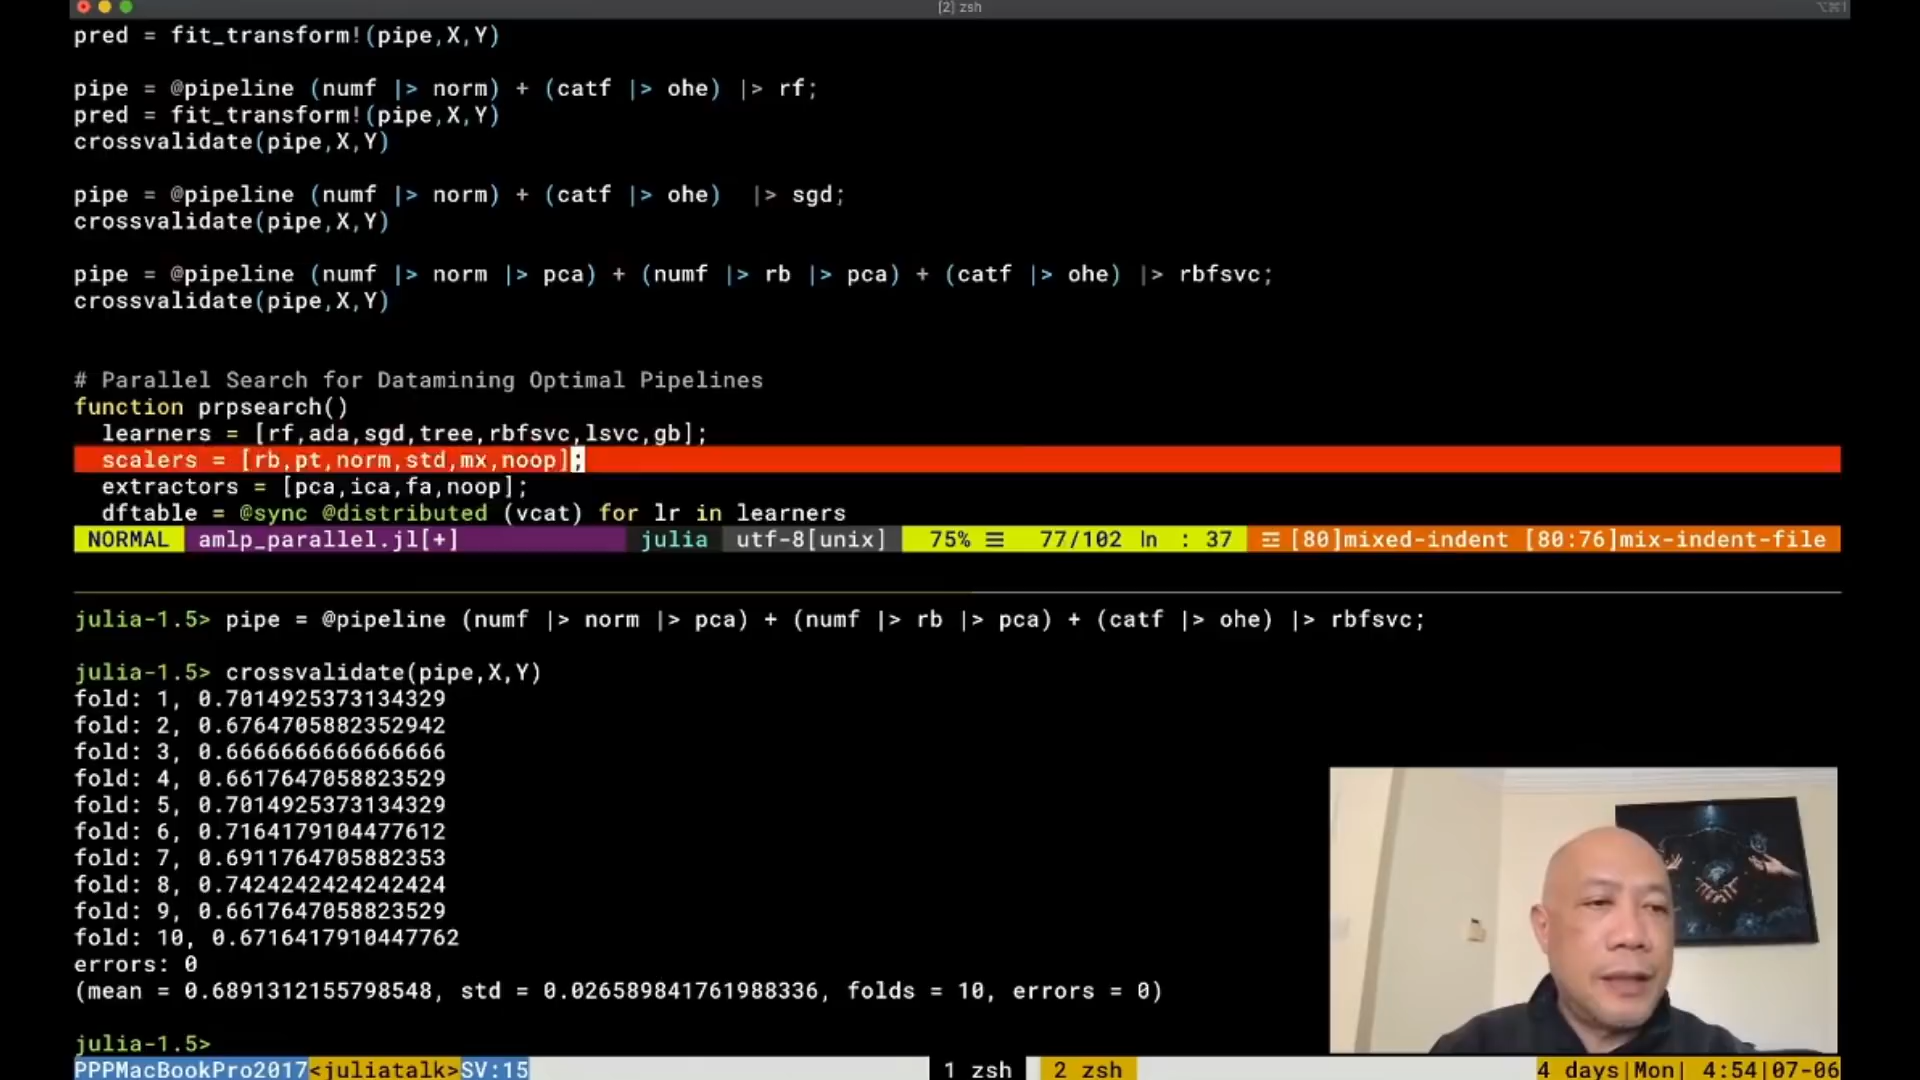 [2] zsh
pred = fit_transform!(pipe,X,Y)
pipe = @pipeline (numf |> norm) + (catf |> ohe) |> rf;
pred = fit_transform!(pipe,X,Y)
crossvalidate(pipe,X,Y)
pipe = @pipeline (numf |> norm) + (catf |> ohe)  |> sgd;
crossvalidate(pipe,X,Y)
pipe = @pipeline (numf |> norm |> pca) + (numf |> rb |> pca) + (catf |> ohe) |> rbfsvc;
crossvalidate(pipe,X,Y)
# Parallel Search for Datamining Optimal Pipelines
function prpsearch()
  learners = [rf,ada,sgd,tree,rbfsvc,lsvc,gb];
  scalers = [rb,pt,norm,std,mx,noop];
  extractors = [pca,ica,fa,noop];
  dftable = @sync @distributed (vcat) for lr in learners
NORMAL amlp_parallel.jl[+] julia utf-8[unix] 75% ☰ 77/102 ln : 37 ☲ [80]mixed-indent [80:76]mix-indent-file
julia-1.5> pipe = @pipeline (numf |> norm |> pca) + (numf |> rb |> pca) + (catf |> ohe) |> rbfsvc;
julia-1.5> crossvalidate(pipe,X,Y)
fold: 1, 0.7014925373134329
fold: 2, 0.6764705882352942
fold: 3, 0.6666666666666666
fold: 4, 0.6617647058823529
fold: 5, 0.7014925373134329
fold: 6, 0.7164179104477612
fold: 7, 0.6911764705882353
fold: 8, 0.7424242424242424
fold: 9, 0.6617647058823529
fold: 10, 0.6716417910447762
errors: 0
(mean = 0.6891312155798548, std = 0.026589841761988336, folds = 10, errors = 0)
julia-1.5>
PPPMacBookPro2017<juliatalk>SV:15 1 zsh 2 zsh 4 days|Mon| 4:54|07-06